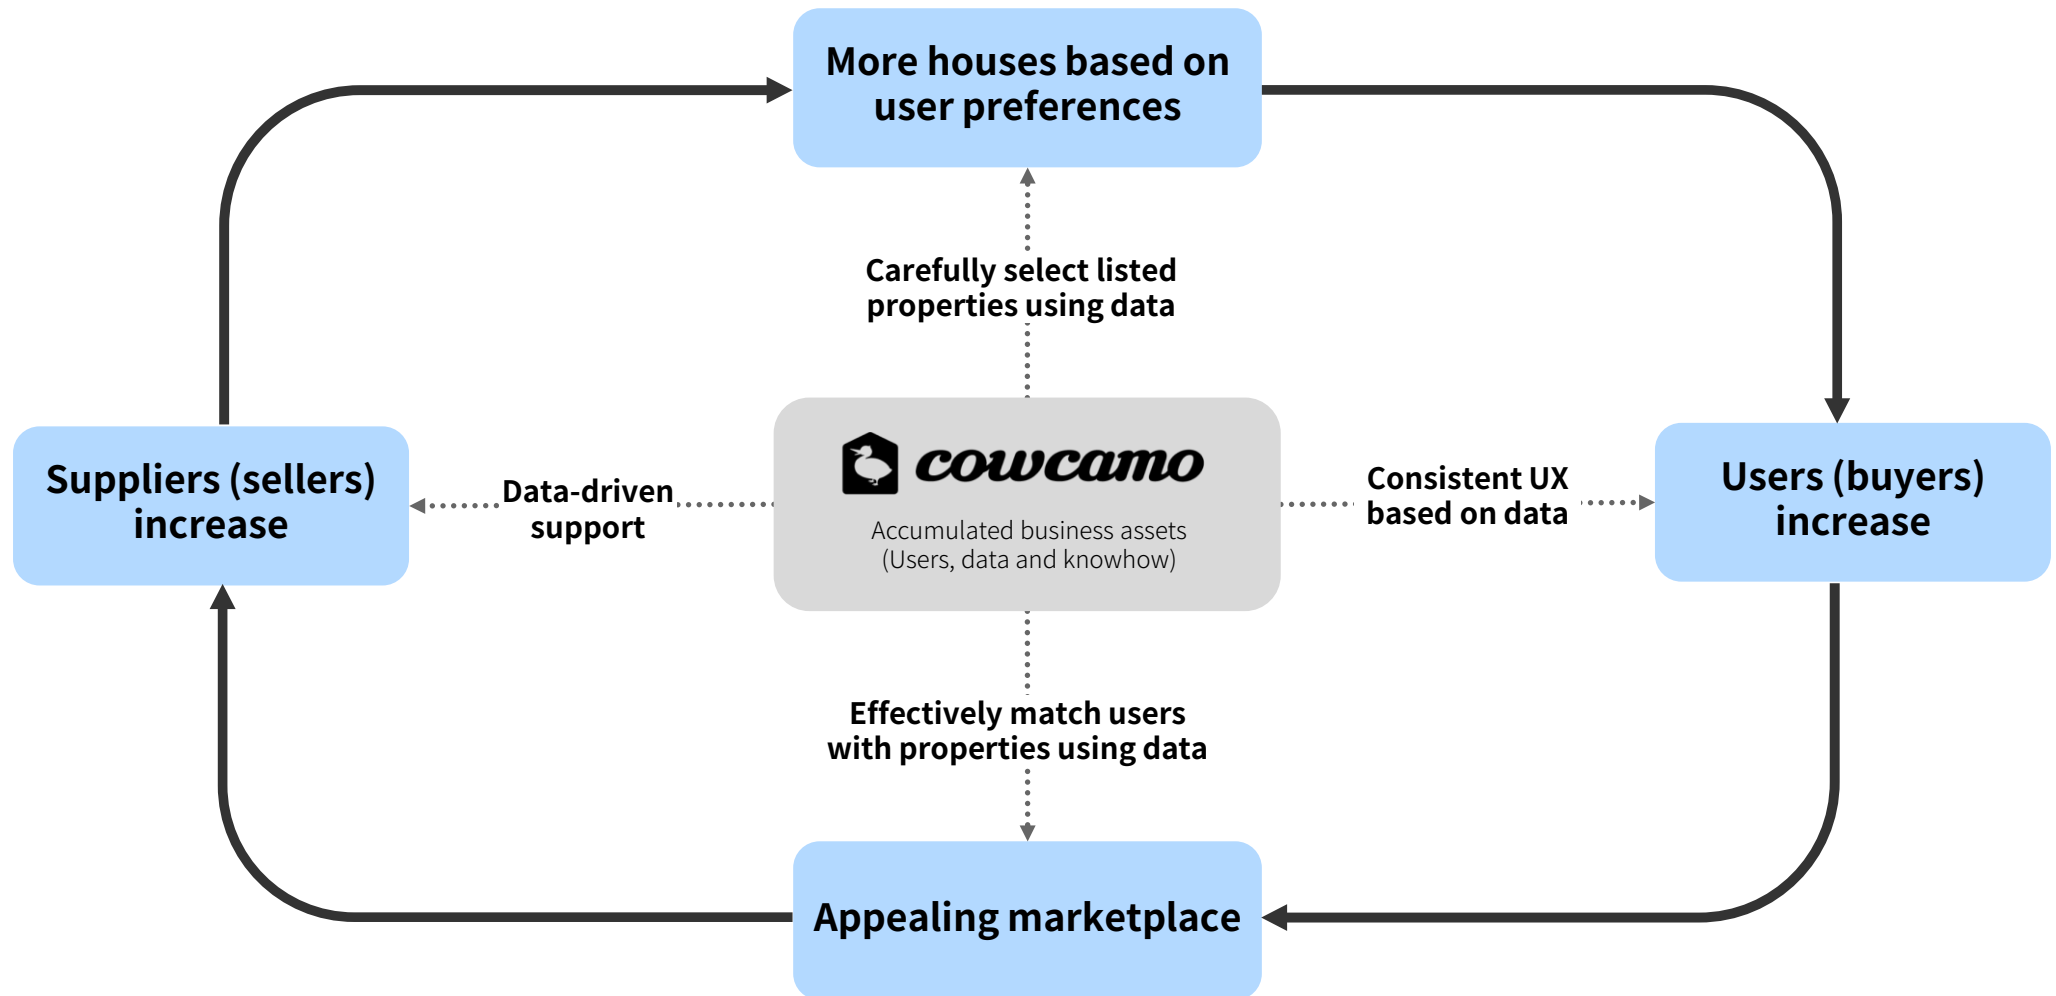 More houses based on
user preferences
Carefully select listed
properties using data
Suppliers (sellers)
increase
Data-driven
support
cowcamo
Accumulated business assets
(Users, data and knowhow)
Consistent UX
based on data
Users (buyers)
increase
Effectively match users
with properties using data
Appealing marketplace